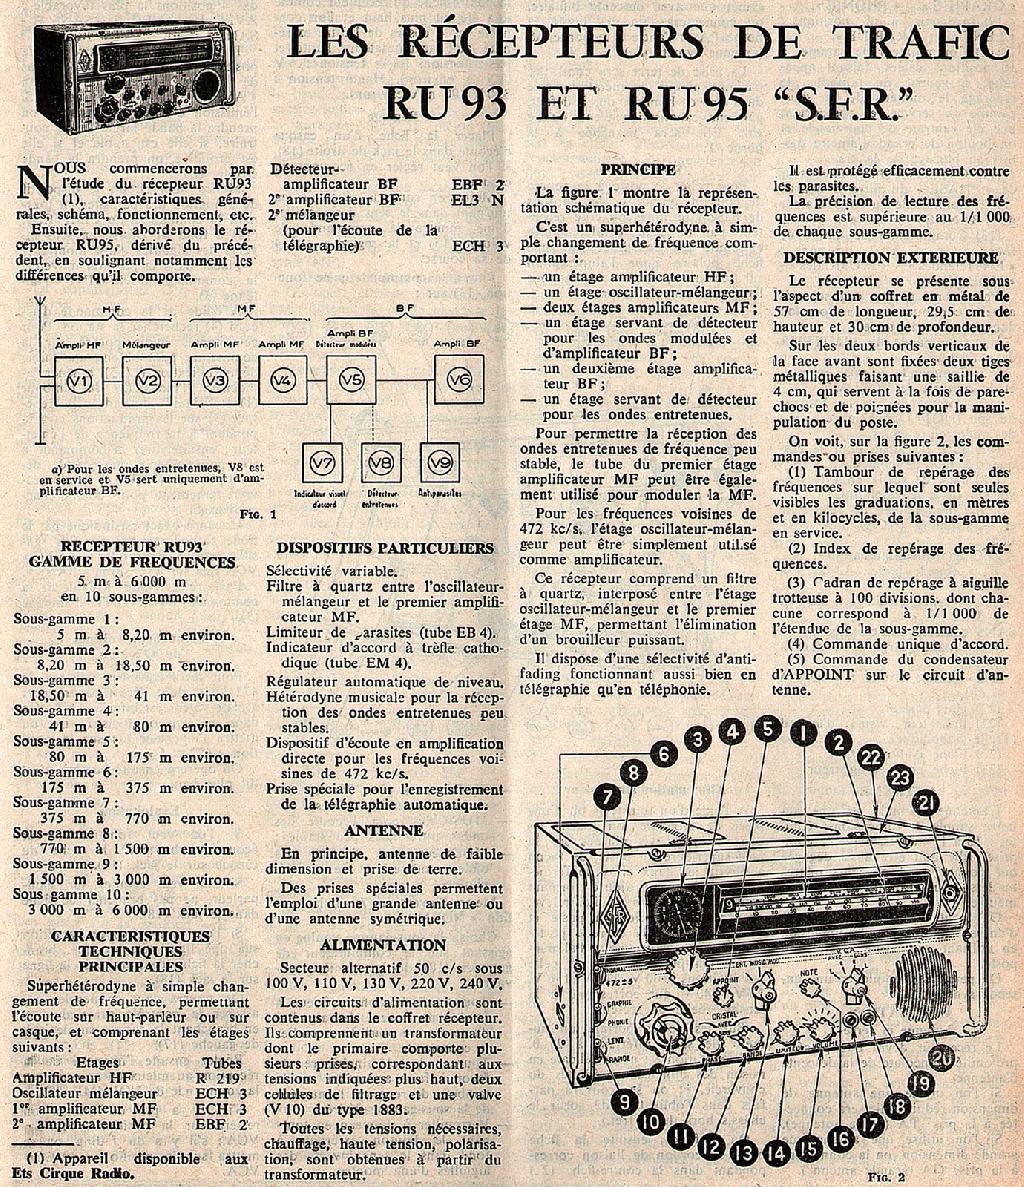 LES RÉCEPTEURS DE TRAFIC
RU 93 ET RU 95 “S.F.R.”
NOUS commencerons par
l'étude du récepteur RU93
(1), caractéristiques géné-
rales, schéma, fonctionnement, etc.
Ensuite, nous aborderons le ré-
cepteur RU95, dérivé du précé-
dent, en soulignant notamment les
différences qu'il comporte.
Détecteur-
amplificateur BF EBF 2
2e amplificateur BF EL3 N
2e mélangeur
(pour l'écoute de la
télégraphie) ECH 3
HF
MF
BF
Ampli HF
Mélangeur
Ampli MF
Ampli MF
Ampli BF
Détecteur modulées
Ampli BF
V1
V2
V3
V4
V5
V6
V7
V8
V9
Indicateur visuel
d'accord
Détecteur
entretenues
Antiparasites
a) Pour les ondes entretenues, V8 est
en service et V5 sert uniquement d'am-
plificateur BF.
FIG. 1
RECEPTEUR RU93
GAMME DE FREQUENCES
5 m à 6.000 m
en 10 sous-gammes :
Sous-gamme 1 :
5 m à 8,20 m environ.
Sous-gamme 2 :
8,20 m à 18,50 m environ.
Sous-gamme 3 :
18,50 m à 41 m environ.
Sous-gamme 4 :
41 m à 80 m environ.
Sous-gamme 5 :
80 m à 175 m environ.
Sous-gamme 6 :
175 m à 375 m environ.
Sous-gamme 7 :
375 m à 770 m environ.
Sous-gamme 8 :
770 m à 1 500 m environ.
Sous-gamme 9 :
1 500 m à 3 000 m environ.
Sous-gamme 10 :
3 000 m à 6 000 m environ.
CARACTERISTIQUES
TECHNIQUES
PRINCIPALES
Superhétérodyne à simple chan-
gement de fréquence, permettant
l'écoute sur haut-parleur ou sur
casque, et comprenant les étages
suivants :
Etages Tubes
Amplificateur HF R 219
Oscillateur mélangeur ECH 3
1er amplificateur MF ECH 3
2e amplificateur MF EBF 2
(1) Appareil disponible aux
Ets Cirque Radio.
DISPOSITIFS PARTICULIERS
Sélectivité variable.
Filtre à quartz entre l'oscillateur-
mélangeur et le premier amplifi-
cateur MF.
Limiteur de parasites (tube EB 4).
Indicateur d'accord à trèfle catho-
dique (tube EM 4).
Régulateur automatique de niveau.
Hétérodyne musicale pour la récep-
tion des ondes entretenues peu
stables.
Dispositif d'écoute en amplification
directe pour les fréquences voi-
sines de 472 kc/s.
Prise spéciale pour l'enregistrement
de la télégraphie automatique.
ANTENNE
En principe, antenne de faible
dimension et prise de terre.
Des prises spéciales permettent
l'emploi d'une grande antenne ou
d'une antenne symétrique.
ALIMENTATION
Secteur alternatif 50 c/s sous
100 V, 110 V, 130 V, 220 V, 240 V.
Les circuits d'alimentation sont
contenus dans le coffret récepteur.
Ils comprennent un transformateur
dont le primaire comporte plu-
sieurs prises, correspondant aux
tensions indiquées plus haut, deux
cellules de filtrage et une valve
(V 10) du type 1883.
Toutes les tensions nécessaires,
chauffage, haute tension, polarisa-
tion, sont obtenues à partir du
transformateur.
PRINCIPE
La figure 1 montre la représen-
tation schématique du récepteur.
C'est un superhétérodyne à sim-
ple changement de fréquence com-
portant :
— un étage amplificateur HF ;
— un étage oscillateur-mélangeur ;
— deux étages amplificateurs MF ;
— un étage servant de détecteur
pour les ondes modulées et
d'amplificateur BF ;
— un deuxième étage amplifica-
teur BF ;
— un étage servant de détecteur
pour les ondes entretenues.
Pour permettre la réception des
ondes entretenues de fréquence peu
stable, le tube du premier étage
amplificateur MF peut être égale-
ment utilisé pour moduler la MF.
Pour les fréquences voisines de
472 kc/s, l'étage oscillateur-mélan-
geur peut être simplement utilisé
comme amplificateur.
Ce récepteur comprend un filtre
à quartz, interposé entre l'étage
oscillateur-mélangeur et le premier
étage MF, permettant l'élimination
d'un brouilleur puissant.
Il dispose d'une sélectivité d'anti-
fading fonctionnant aussi bien en
télégraphie qu'en téléphonie.
Il est protégé efficacement contre
les parasites.
La précision de lecture des fré-
quences est supérieure au 1/1 000
de chaque sous-gamme.
DESCRIPTION EXTERIEURE
Le récepteur se présente sous
l'aspect d'un coffret en métal de
57 cm de longueur, 29,5 cm de
hauteur et 30 cm de profondeur.
Sur les deux bords verticaux de
la face avant sont fixées deux tiges
métalliques faisant une saillie de
4 cm, qui servent à la fois de pare-
chocs et de poignées pour la mani-
pulation du poste.
On voit, sur la figure 2, les com-
mandes ou prises suivantes :
(1) Tambour de repérage des
fréquences sur lequel sont seules
visibles les graduations, en mètres
et en kilocycles, de la sous-gamme
en service.
(2) Index de repérage des fré-
quences.
(3) Cadran de repérage à aiguille
trotteuse à 100 divisions, dont cha-
cune correspond à 1/1 000 de
l'étendue de la sous-gamme.
(4) Commande unique d'accord.
(5) Commande du condensateur
d'APPOINT sur le circuit d'an-
tenne.
7 8 6 3 4 5 1 2 22 23 21
NORMAL
472 ± 5
GRAPHIE
PHONIE
LENT
APPOINT
CRISTAL
AVEC
NOTE
AVEC
LIMITEUR
VOLUME
9 10 11 12 13 14 15 16 17 18 19 20
FIG. 2